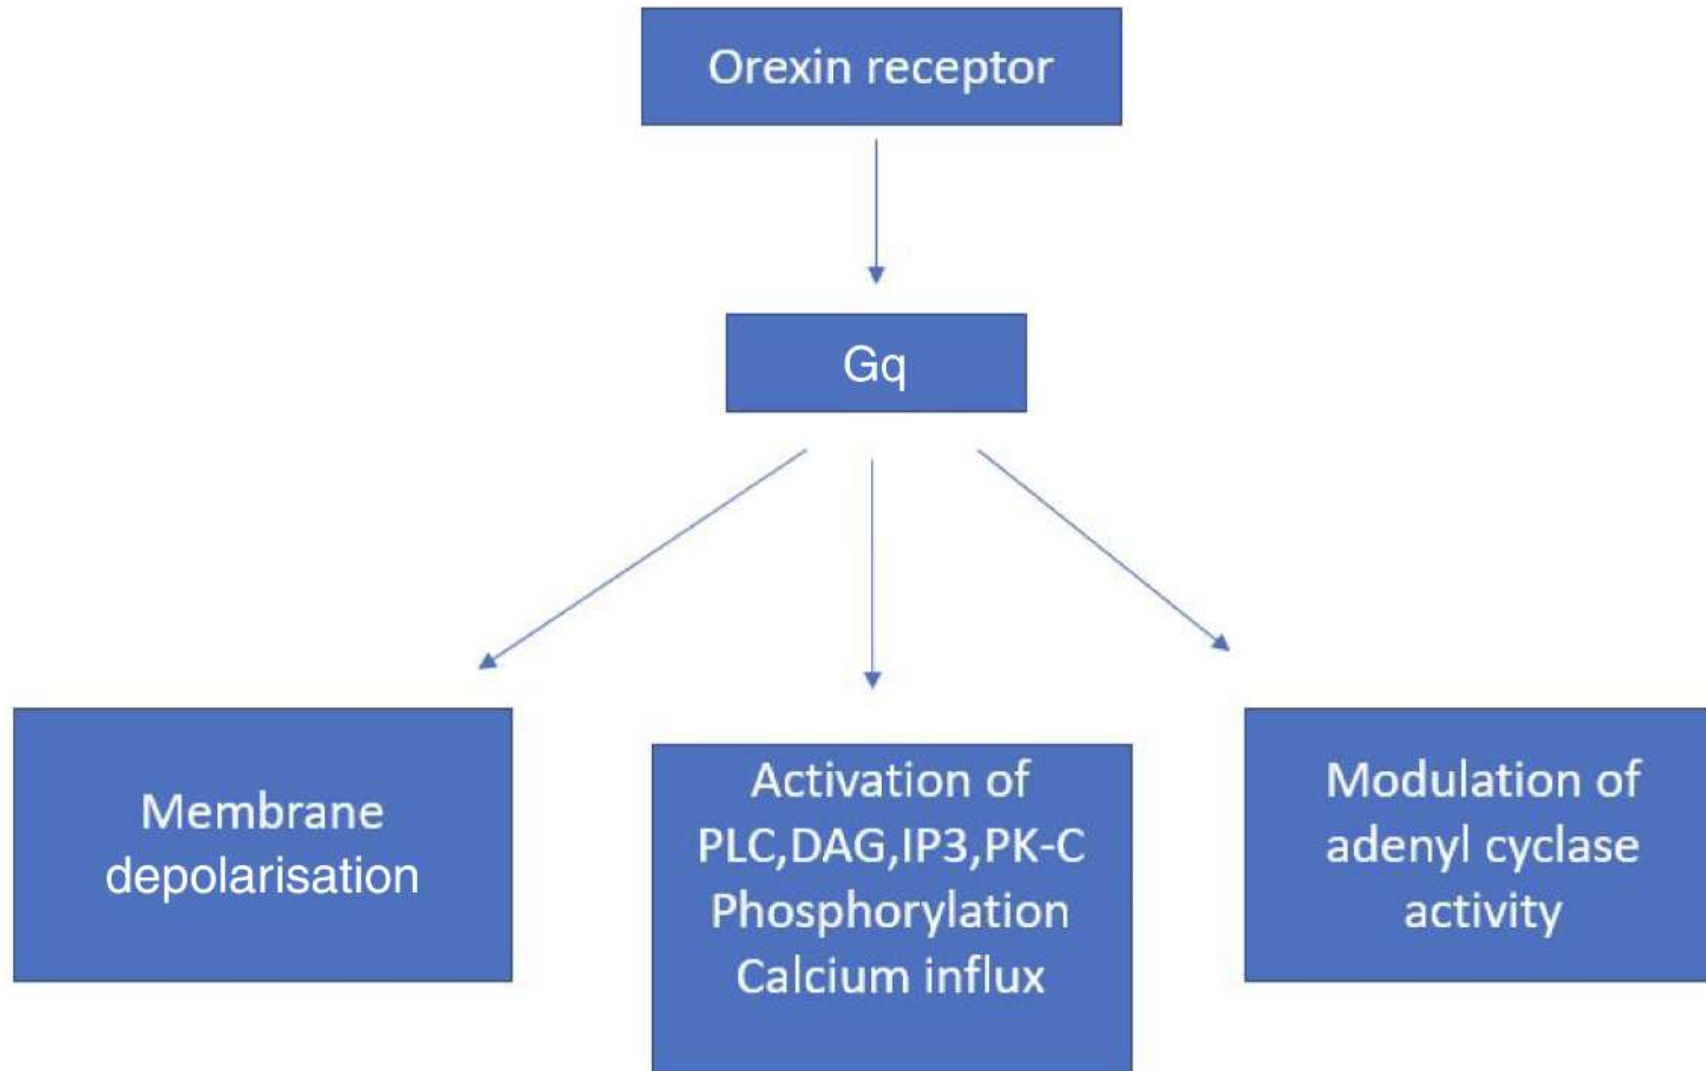 Orexin receptor
Gq
Membrane
depolarisation
Activation of
PLC,DAG,IP3,PK-C
Phosphorylation
Calcium influx
Modulation of
adenyl cyclase
activity